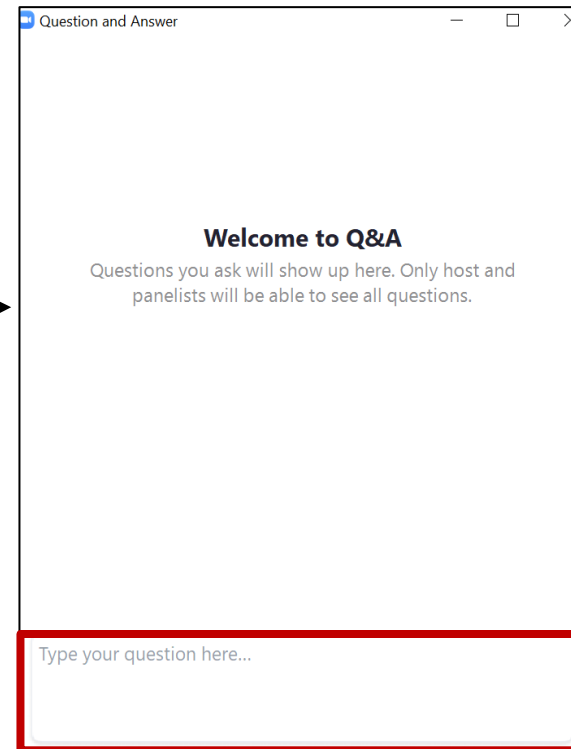 Question and Answer
Welcome to Q&A
Questions you ask will show up here. Only host and
panelists will be able to see all questions.
Type your question here...